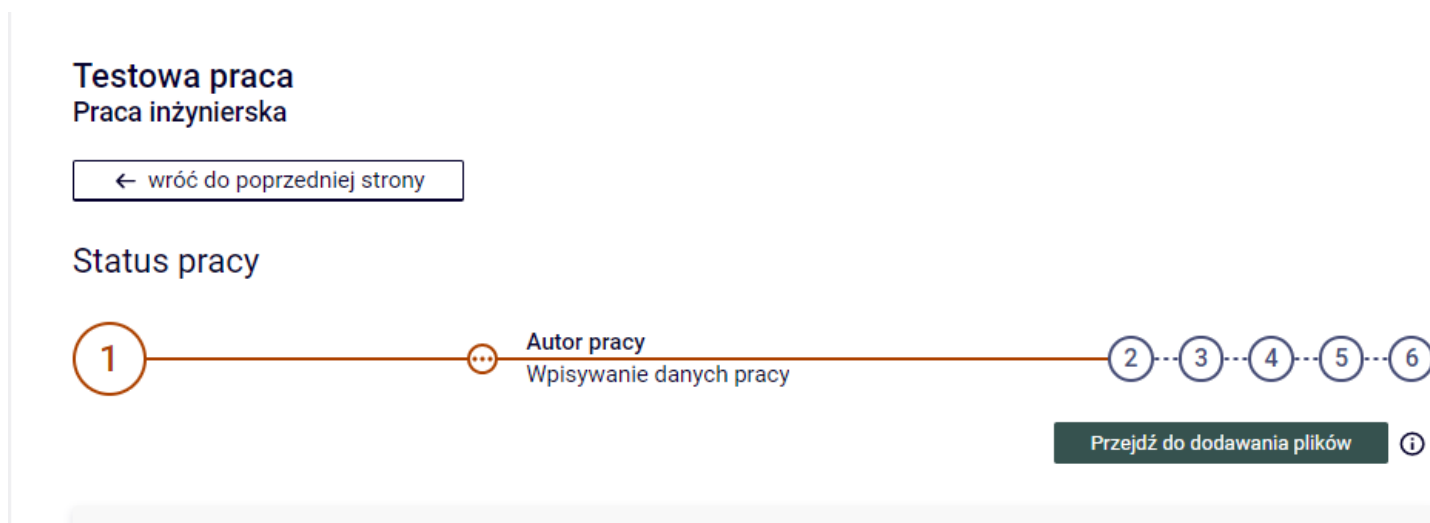 Testowa praca
Praca inżynierska
← wróć do poprzedniej strony
Status pracy
1
Autor pracy
Wpisywanie danych pracy
2 3 4 5 6
Przejdź do dodawania plików